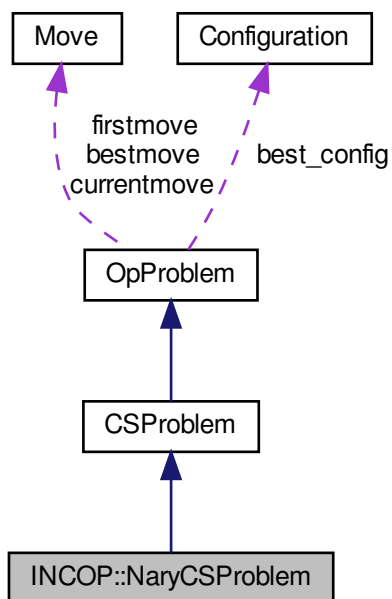 Move
Configuration
firstmove
bestmove
currentmove
best_config
OpProblem
CSProblem
INCOP::NaryCSProblem